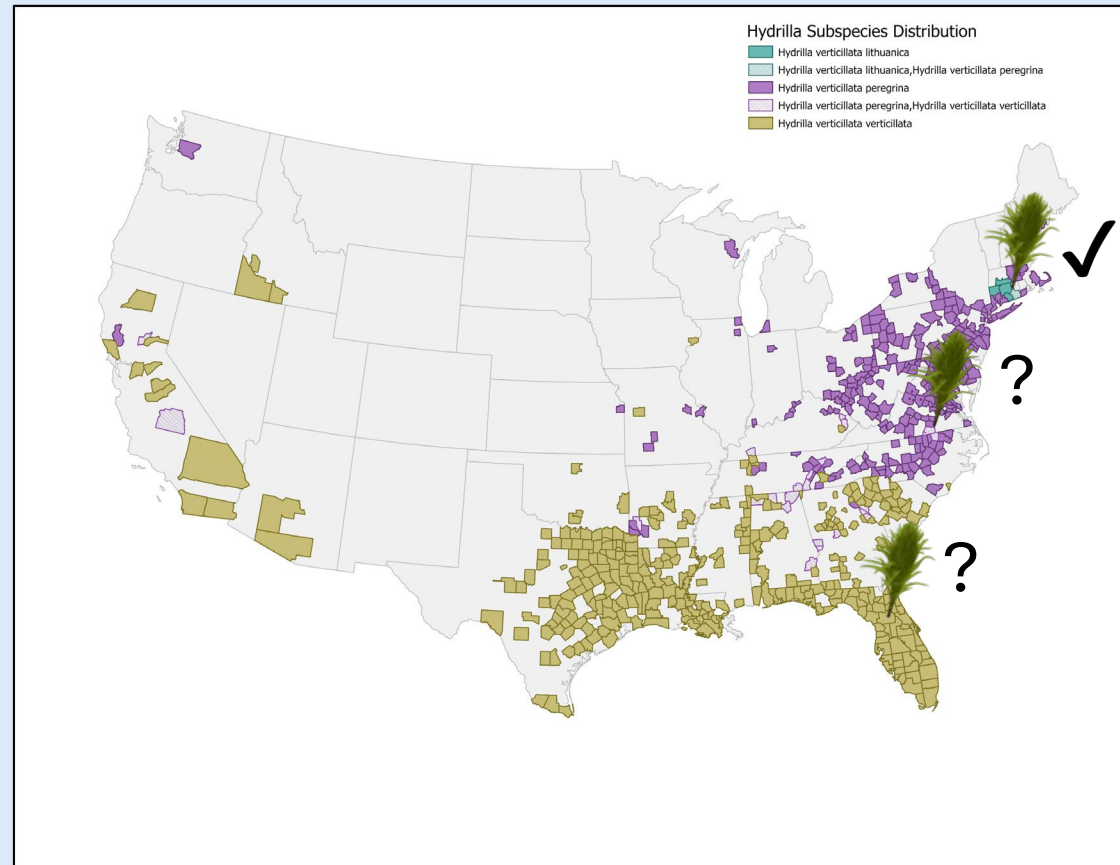 Hydrilla Subspecies Distribution
Hydrilla verticillata lithuanica
Hydrilla verticillata lithuanica,Hydrilla verticillata peregrina
Hydrilla verticillata peregrina
Hydrilla verticillata peregrina,Hydrilla verticillata verticillata
Hydrilla verticillata verticillata
✓
?
?